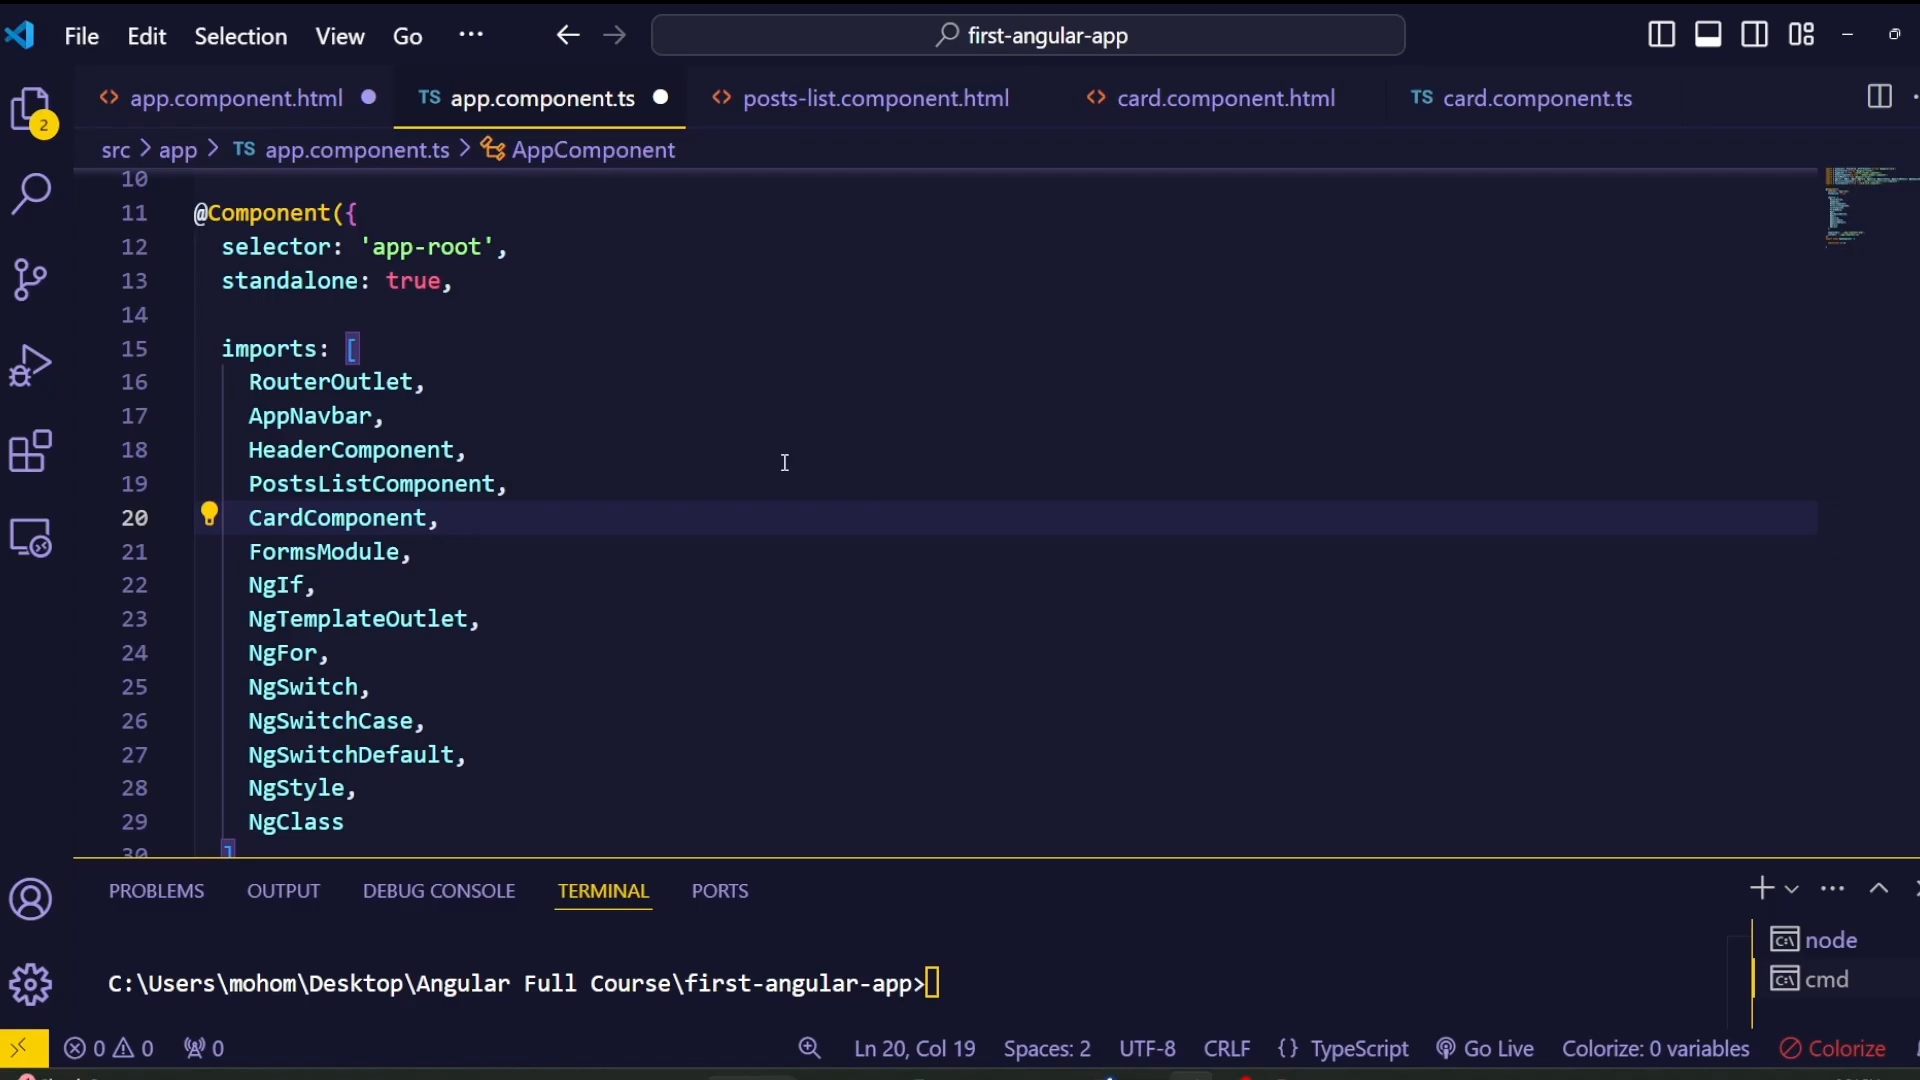 File Edit Selection View Go ··· first-angular-app
app.component.html TS app.component.ts posts-list.component.html card.component.html TS card.component.ts
2
src > app > TS app.component.ts > AppComponent
10
11 @Component({
12 selector: 'app-root',
13 standalone: true,
14
15 imports: [
16 RouterOutlet,
17 AppNavbar,
18 HeaderComponent,
19 PostsListComponent,
20 CardComponent,
21 FormsModule,
22 NgIf,
23 NgTemplateOutlet,
24 NgFor,
25 NgSwitch,
26 NgSwitchCase,
27 NgSwitchDefault,
28 NgStyle,
29 NgClass
30 ]
PROBLEMS OUTPUT DEBUG CONSOLE TERMINAL PORTS
node
C:\Users\mohom\Desktop\Angular Full Course\first-angular-app>
cmd
0 0 0 Ln 20, Col 19 Spaces: 2 UTF-8 CRLF {} TypeScript Go Live Colorize: 0 variables Colorize